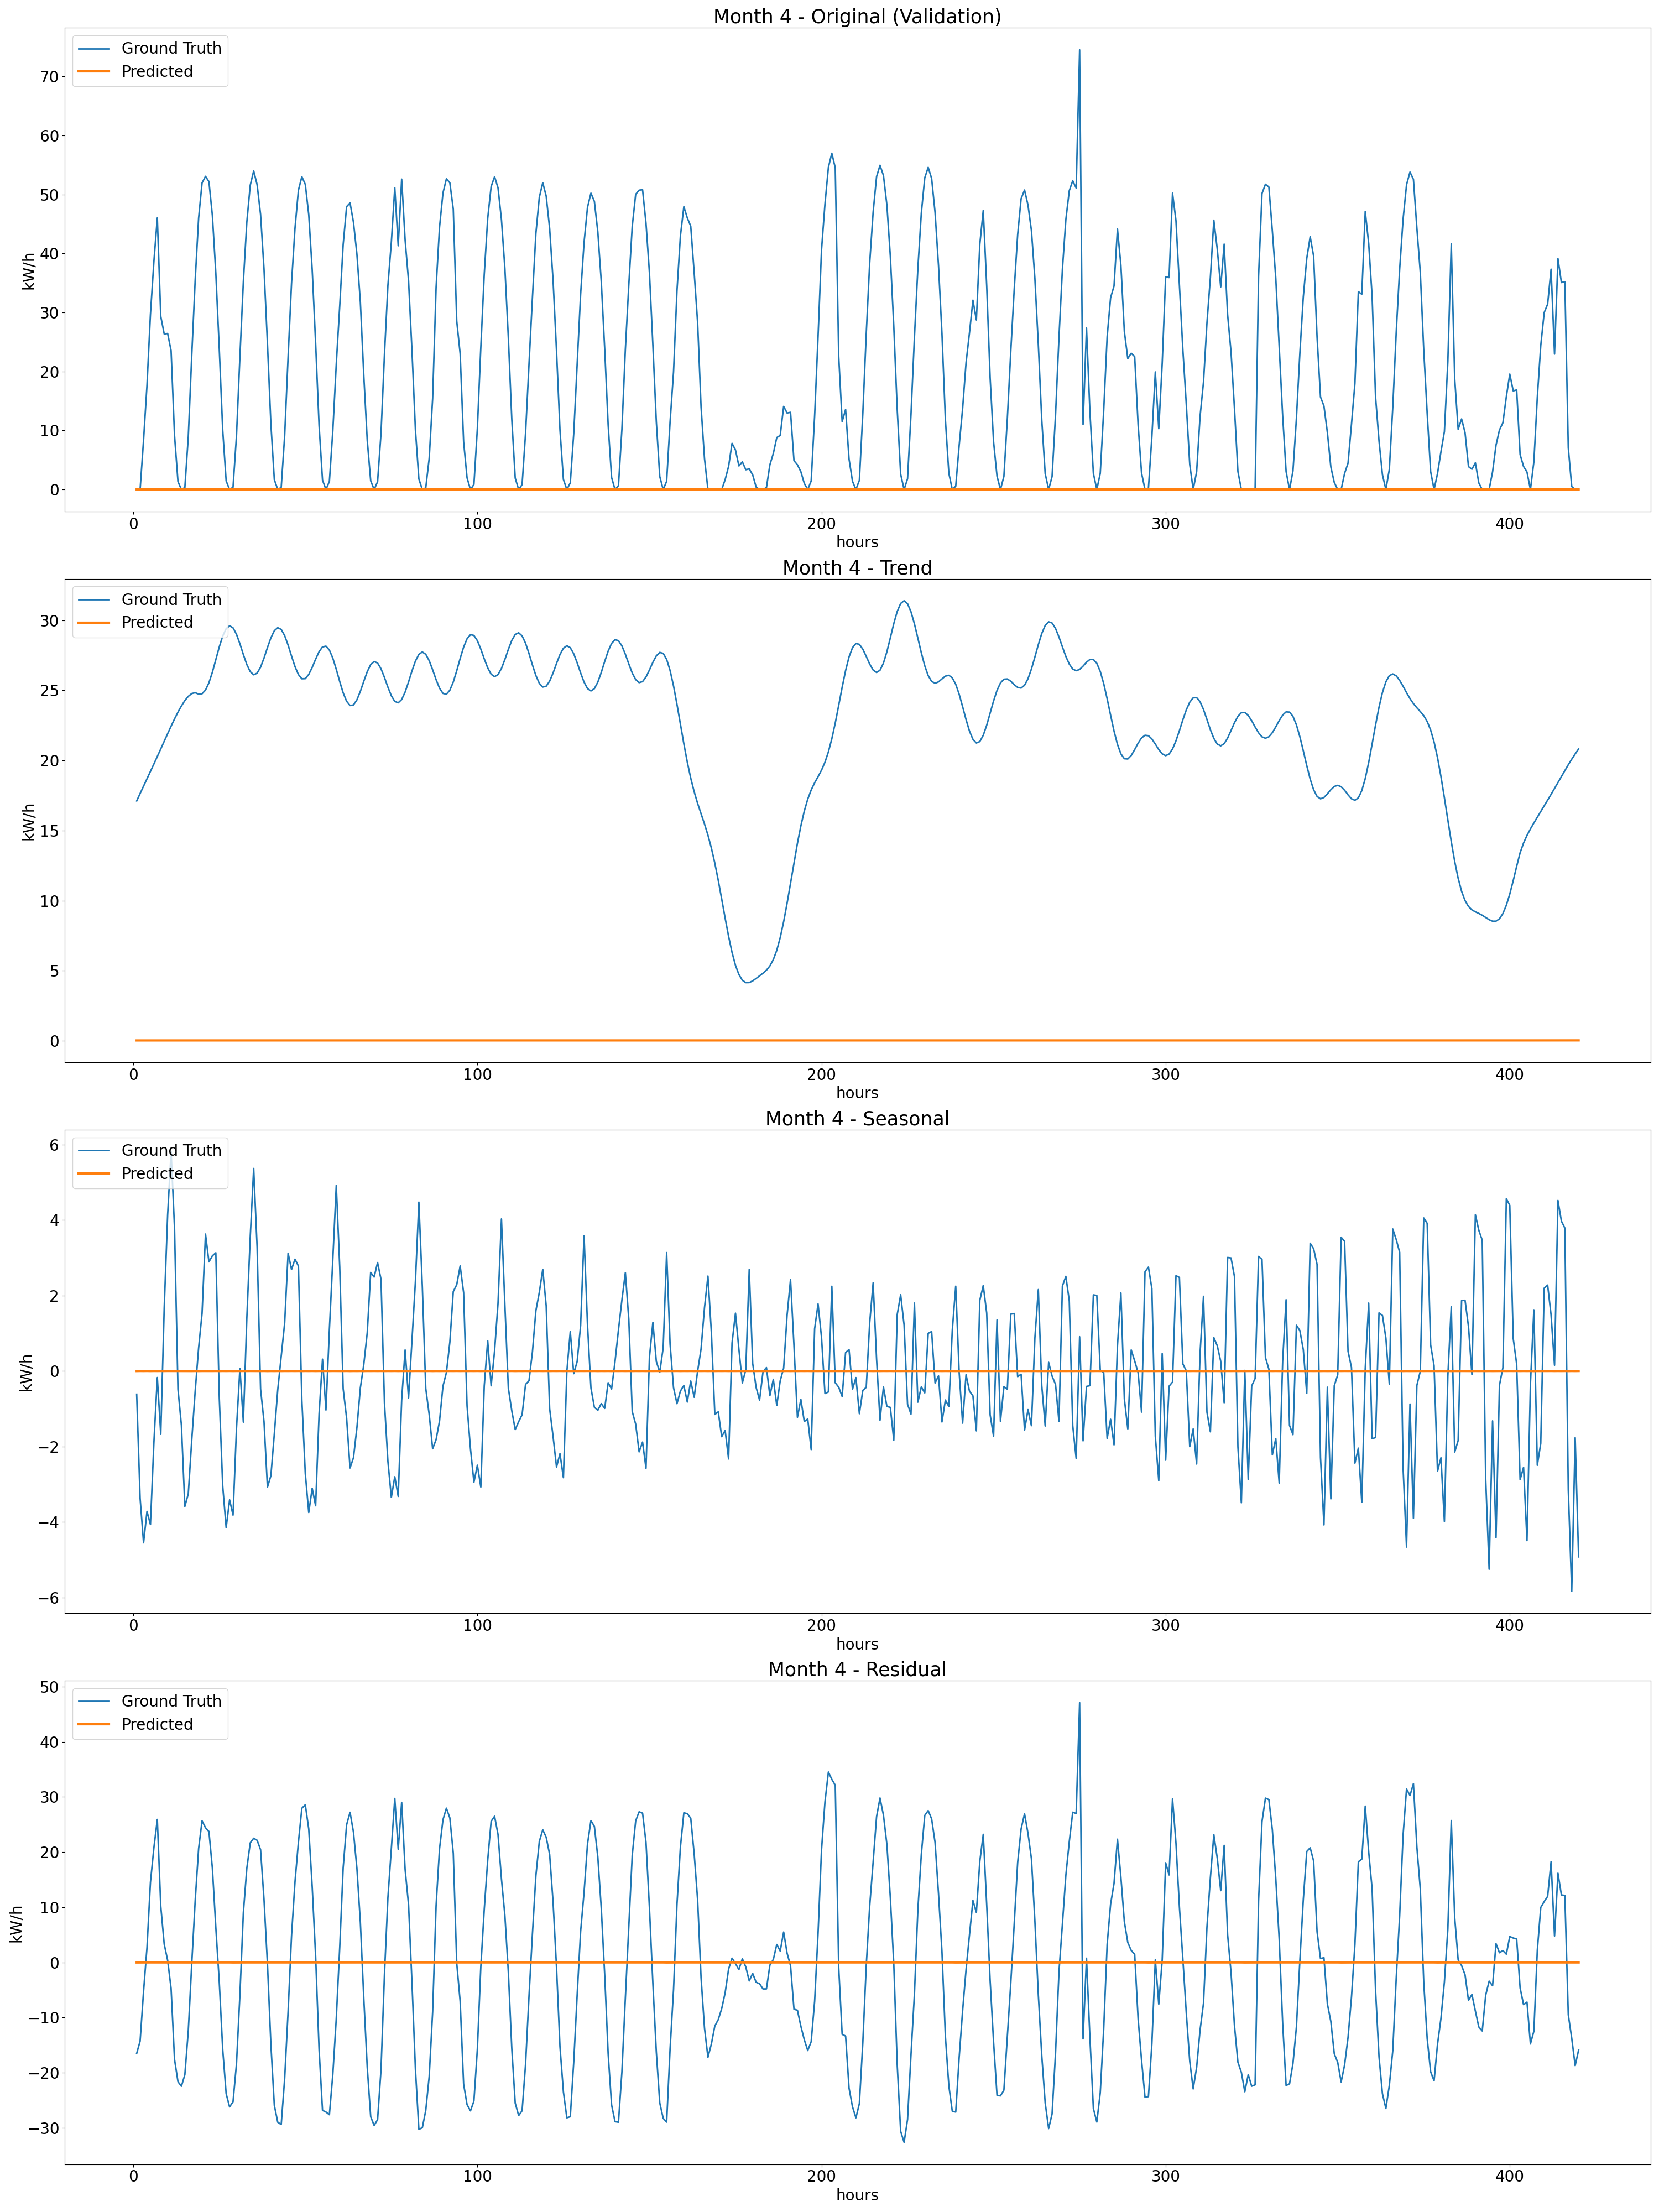 Month 4 - Original (Validation)
Ground Truth
Predicted
70
60
50
40
30
20
10
0
kW/h
0 100 200 300 400
hours
Month 4 - Trend
Ground Truth
Predicted
30
25
20
15
10
5
0
kW/h
0 100 200 300 400
hours
Month 4 - Seasonal
Ground Truth
Predicted
6
4
2
0
−2
−4
−6
kW/h
0 100 200 300 400
hours
Month 4 - Residual
Ground Truth
Predicted
50
40
30
20
10
0
−10
−20
−30
kW/h
0 100 200 300 400
hours